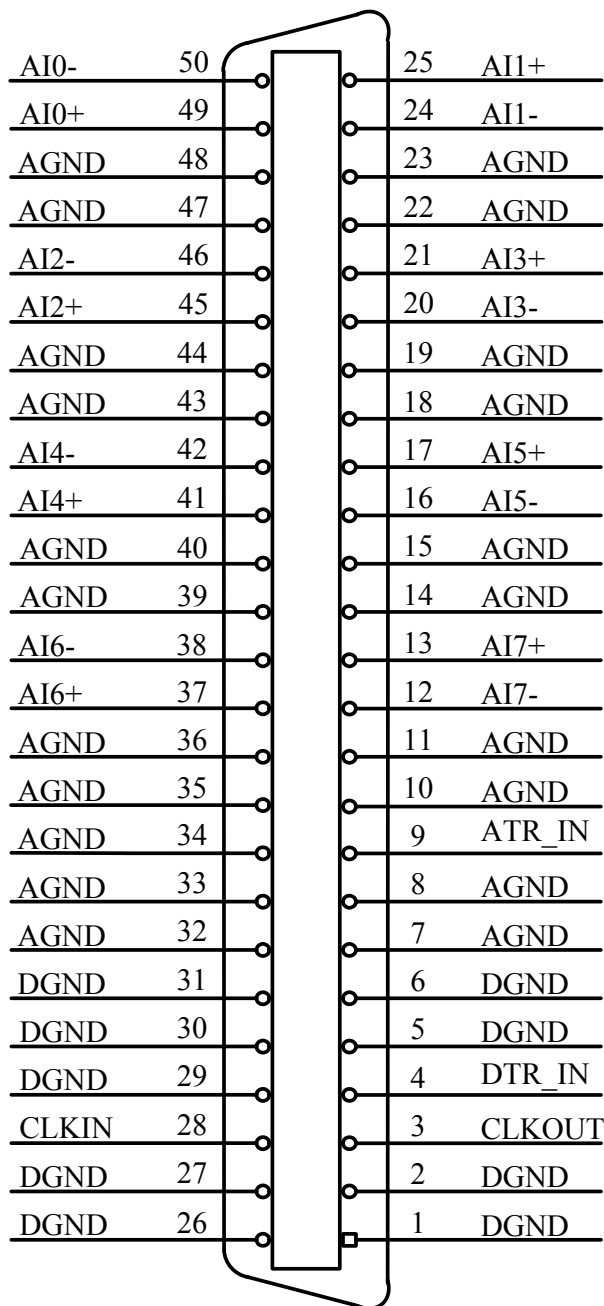 AI0- 50 25 AI1+
AI0+ 49 24 AI1-
AGND 48 23 AGND
AGND 47 22 AGND
AI2- 46 21 AI3+
AI2+ 45 20 AI3-
AGND 44 19 AGND
AGND 43 18 AGND
AI4- 42 17 AI5+
AI4+ 41 16 AI5-
AGND 40 15 AGND
AGND 39 14 AGND
AI6- 38 13 AI7+
AI6+ 37 12 AI7-
AGND 36 11 AGND
AGND 35 10 AGND
AGND 34 9 ATR_IN
AGND 33 8 AGND
AGND 32 7 AGND
DGND 31 6 DGND
DGND 30 5 DGND
DGND 29 4 DTR_IN
CLKIN 28 3 CLKOUT
DGND 27 2 DGND
DGND 26 1 DGND